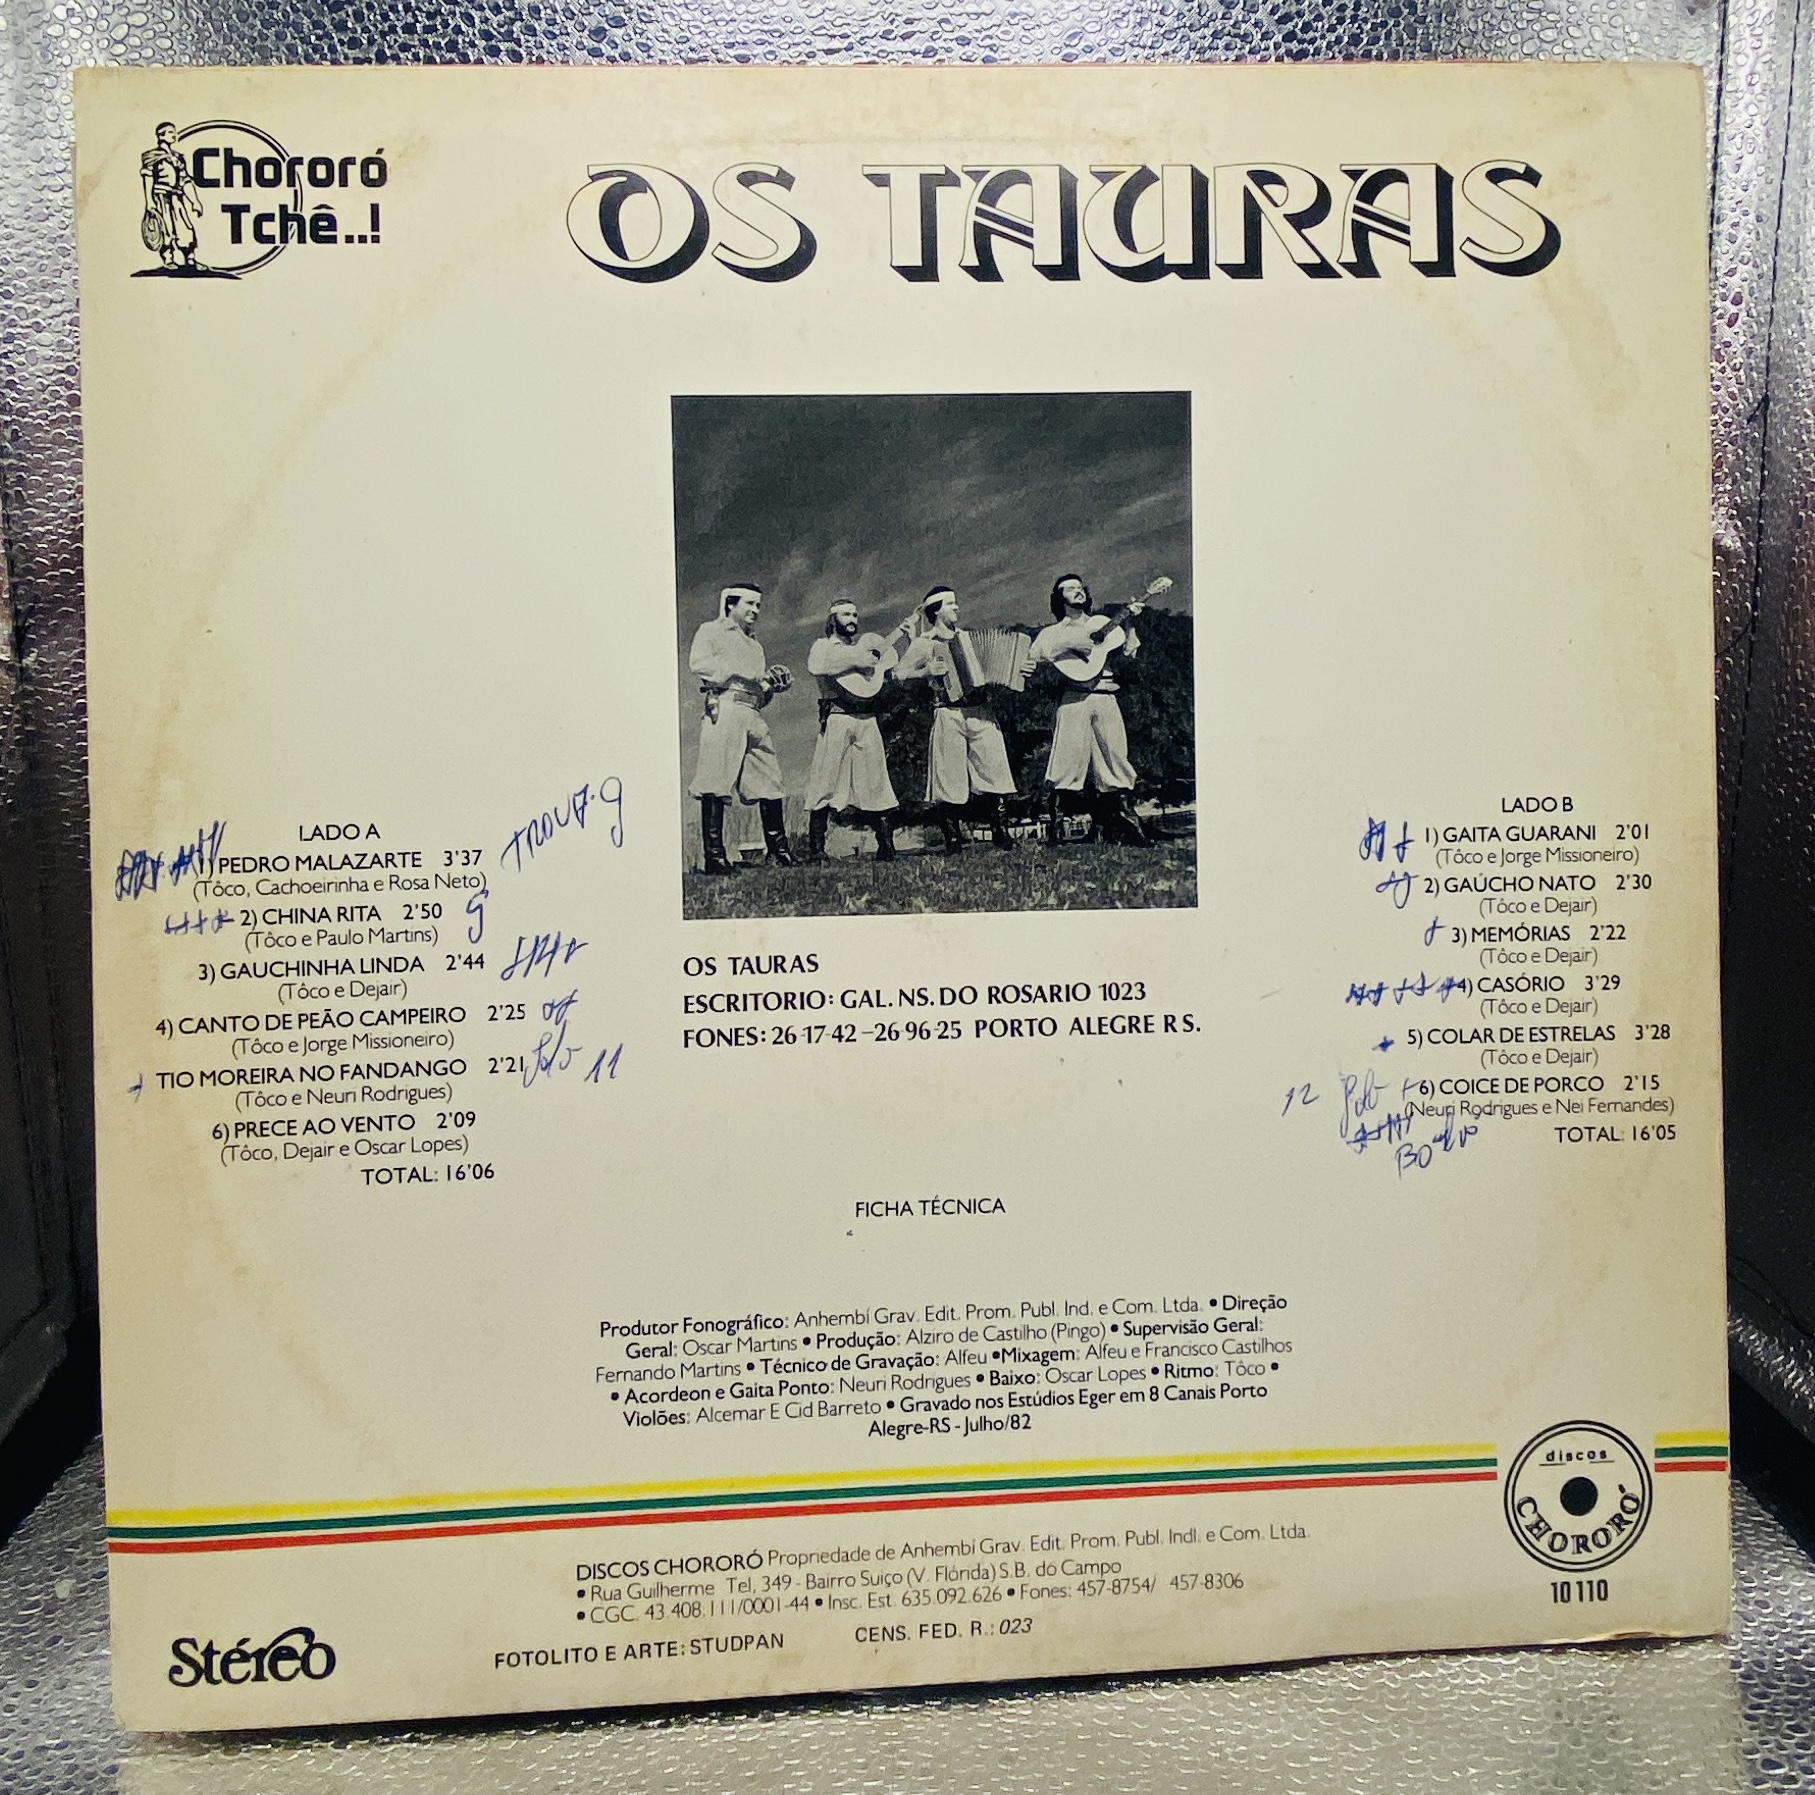 Chororó
Tchê..!
OS TAURAS
LADO A
1) PEDRO MALAZARTE 3'37
(Tôco, Cachoeirinha e Rosa Neto)
2) CHINA RITA 2'50
(Tôco e Paulo Martins)
3) GAUCHINHA LINDA 2'44
(Tôco e Dejair)
4) CANTO DE PEÃO CAMPEIRO 2'25
(Tôco e Jorge Missioneiro)
TIO MOREIRA NO FANDANGO 2'21
11
(Tôco e Neuri Rodrigues)
6) PRECE AO VENTO 2'09
(Tôco, Dejair e Oscar Lopes)
TOTAL: 16'06
OS TAURAS
ESCRITORIO: GAL. NS. DO ROSARIO 1023
FONES: 26-17-42 – 26-96-25 PORTO ALEGRE R S.
LADO B
1) GAITA GUARANI 2'01
(Tôco e Jorge Missioneiro)
2) GAÚCHO NATO 2'30
(Tôco e Dejair)
3) MEMÓRIAS 2'22
(Tôco e Dejair)
4) CASÓRIO 3'29
(Tôco e Dejair)
5) COLAR DE ESTRELAS 3'28
(Tôco e Dejair)
12
6) COICE DE PORCO 2'15
(Neuri Rodrigues e Nei Fernandes)
TOTAL: 16'05
FICHA TÉCNICA
Produtor Fonográfico: Anhembí Grav. Edit. Prom. Publ. Ind. e Com. Ltda. • Direção
Geral: Oscar Martins • Produção: Alziro de Castilho (Pingo) • Supervisão Geral:
Fernando Martins • Técnico de Gravação: Alfeu • Mixagem: Alfeu e Francisco Castilhos
• Acordeon e Gaita Ponto: Neuri Rodrigues • Baixo: Oscar Lopes • Ritmo: Tôco •
Violões: Alcemar E Cid Barreto • Gravado nos Estúdios Eger em 8 Canais Porto
Alegre-RS - Julho/82
discos
CHORORÓ
10110
DISCOS CHORORÓ Propriedade de Anhembí Grav. Edit. Prom. Publ. Indl. e Com. Ltda.
• Rua Guilherme Tel, 349 - Bairro Suiço (V. Flórida) S.B. do Campo
• CGC. 43.408.111/0001-44 • Insc. Est. 635.092.626 • Fones: 457-8754/ 457-8306
FOTOLITO E ARTE: STUDPAN CENS. FED. R.: 023
Stéreo